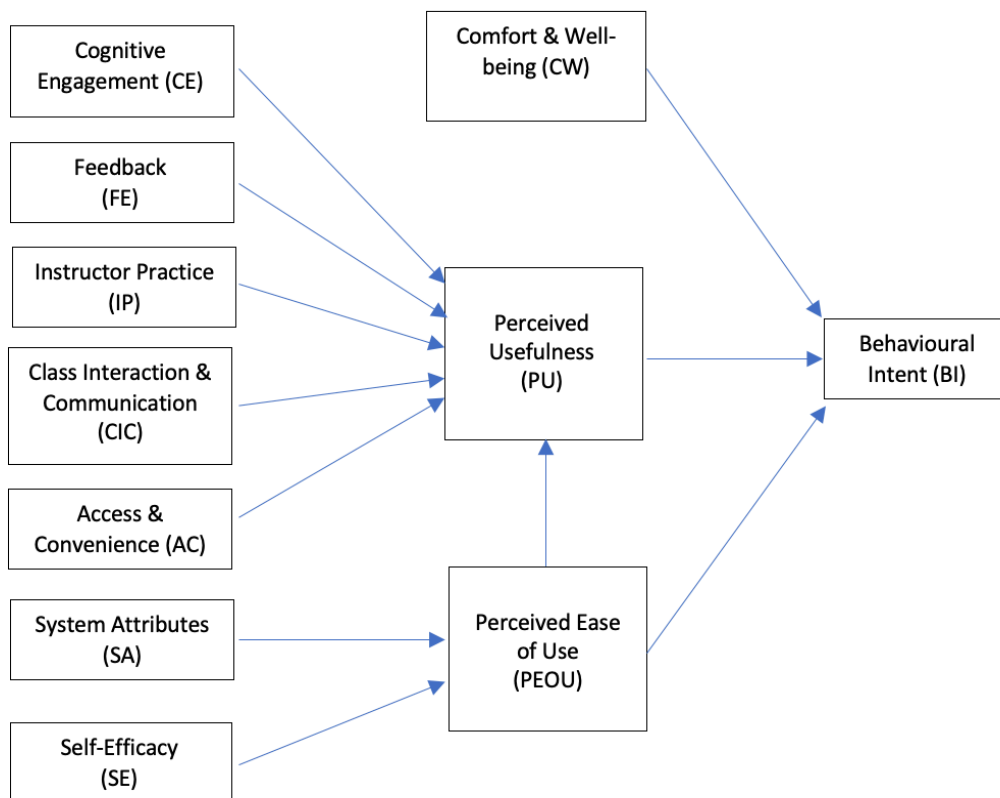 Cognitive
Engagement (CE)
Feedback
(FE)
Instructor Practice
(IP)
Class Interaction &
Communication
(CIC)
Access &
Convenience (AC)
System Attributes
(SA)
Self-Efficacy
(SE)
Comfort & Well-
being (CW)
Perceived
Usefulness
(PU)
Perceived Ease
of Use
(PEOU)
Behavioural
Intent (BI)